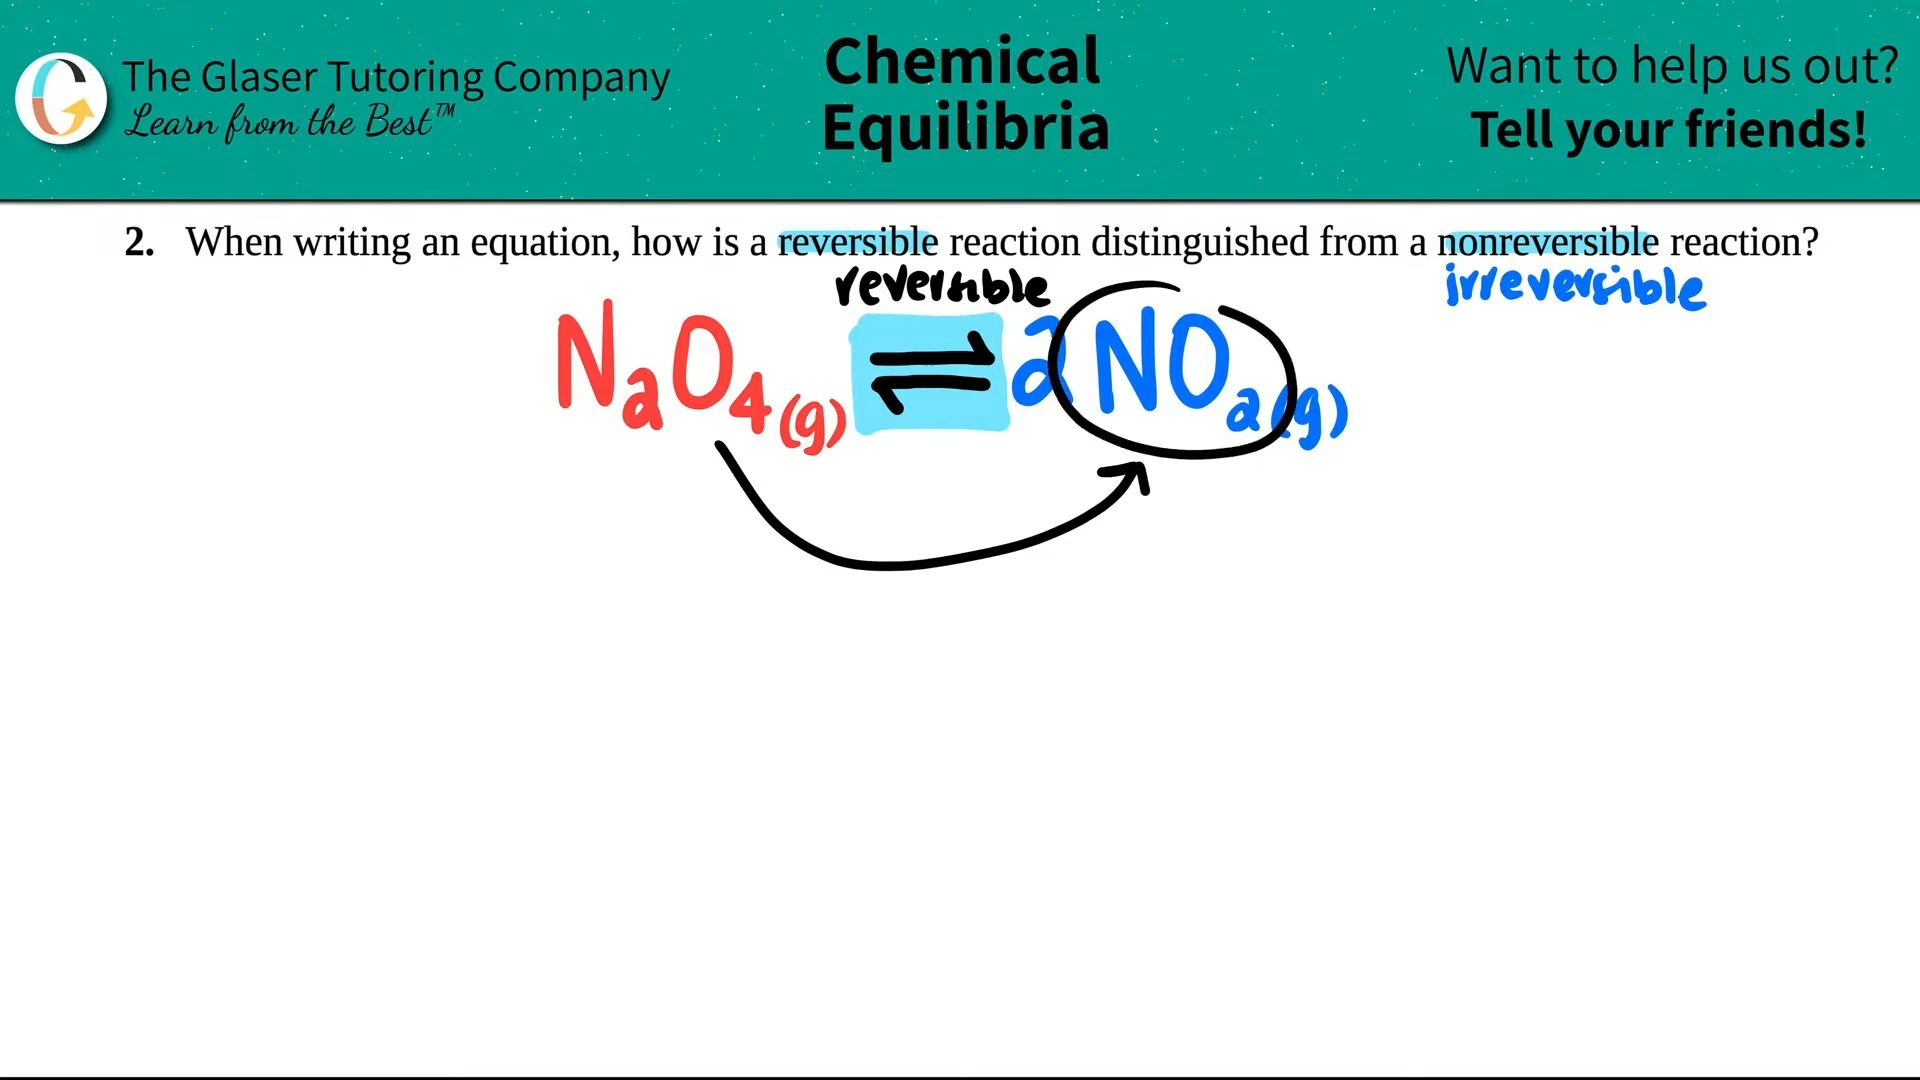 The Glaser Tutoring Company
Learn from the Best™
Chemical
Equilibria
Want to help us out?
Tell your friends!
2. When writing an equation, how is a reversible reaction distinguished from a nonreversible reaction?
reversible
irreversible
N₂O₄(g) ⇌ 2NO₂(g)